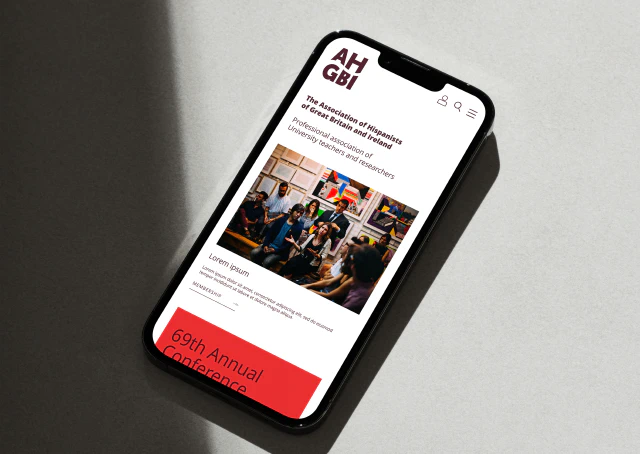 AH
GBI
The Association of Hispanists
of Great Britain and Ireland
Professional association of
University teachers and researchers
Lorem ipsum
Lorem ipsum dolor sit amet, consectetur adipiscing elit, sed do eiusmod
tempor incididunt ut labore et dolore magna aliqua.
MEMBERSHIP
69th Annual
Conference